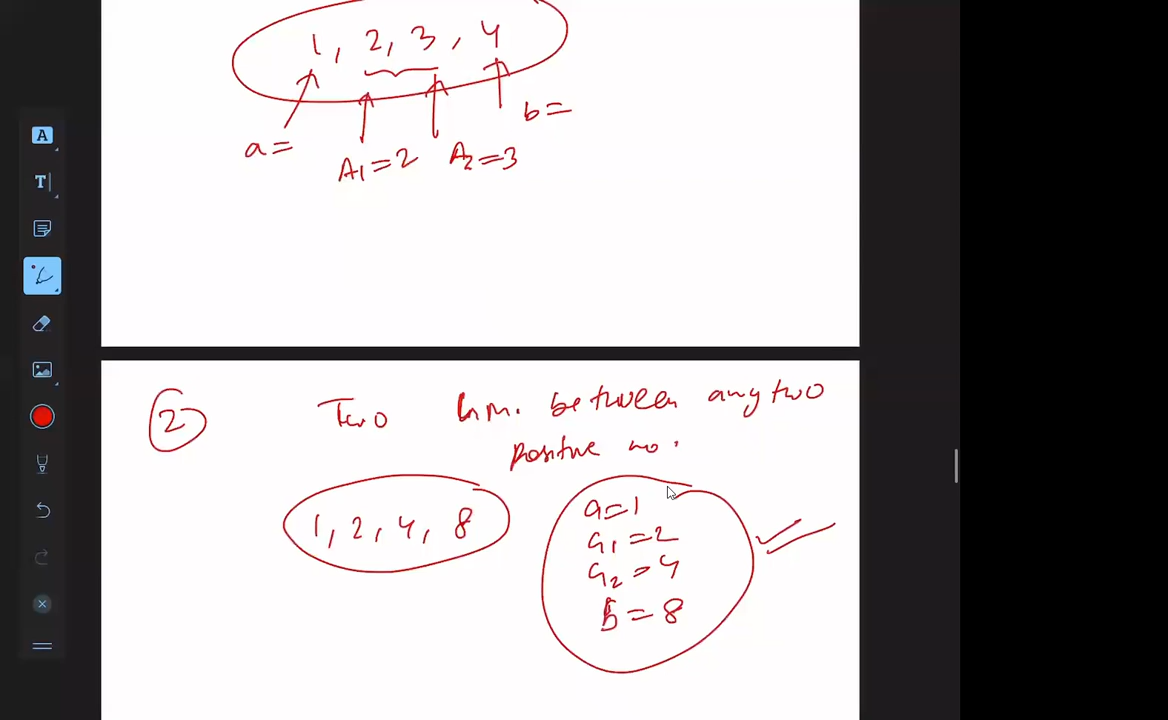 1, 2, 3, 4
a= A₁=2 A₂=3 b=
② Two G.m. between any two
positive no.
1, 2, 4, 8
a=1
G₁=2
G₂=4
b=8
A
T